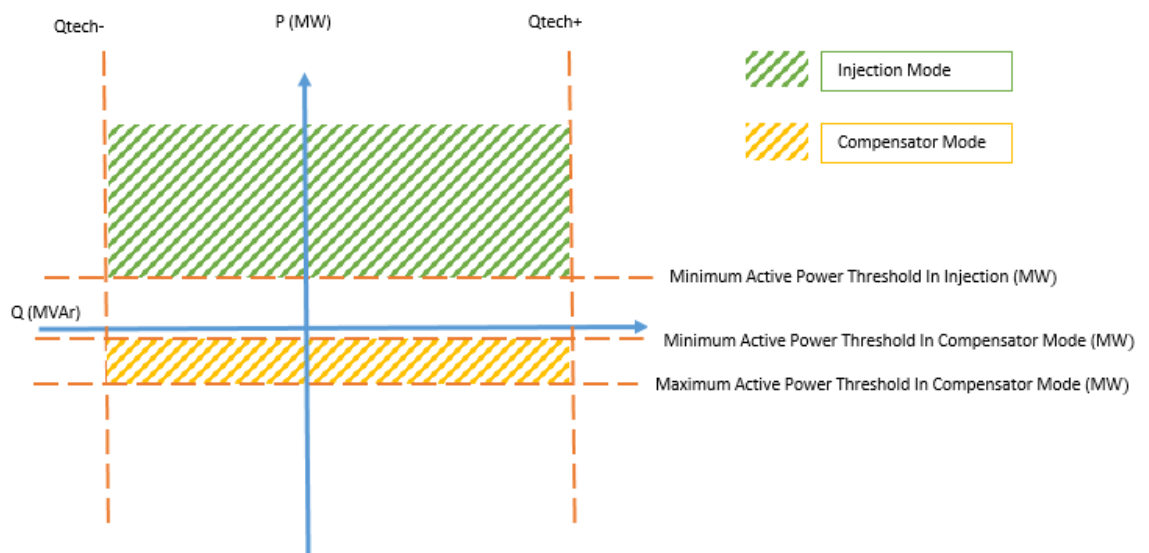 Qtech-
P (MW)
Qtech+
Injection Mode
Compensator Mode
Minimum Active Power Threshold In Injection (MW)
Q (MVAr)
Minimum Active Power Threshold In Compensator Mode (MW)
Maximum Active Power Threshold In Compensator Mode (MW)